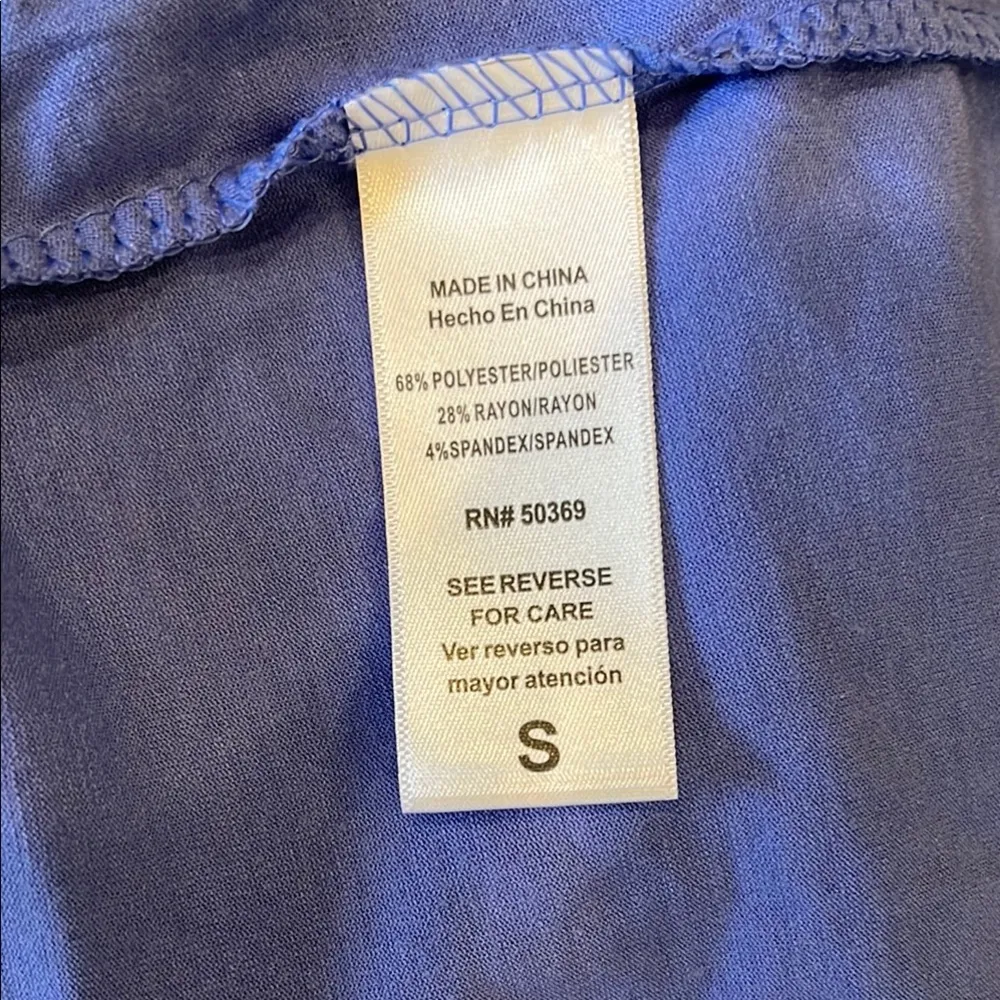 MADE IN CHINA
Hecho En China
68% POLYESTER/POLIESTER
28% RAYON/RAYON
4%SPANDEX/SPANDEX
RN# 50369
SEE REVERSE
FOR CARE
Ver reverso para
mayor atención
S